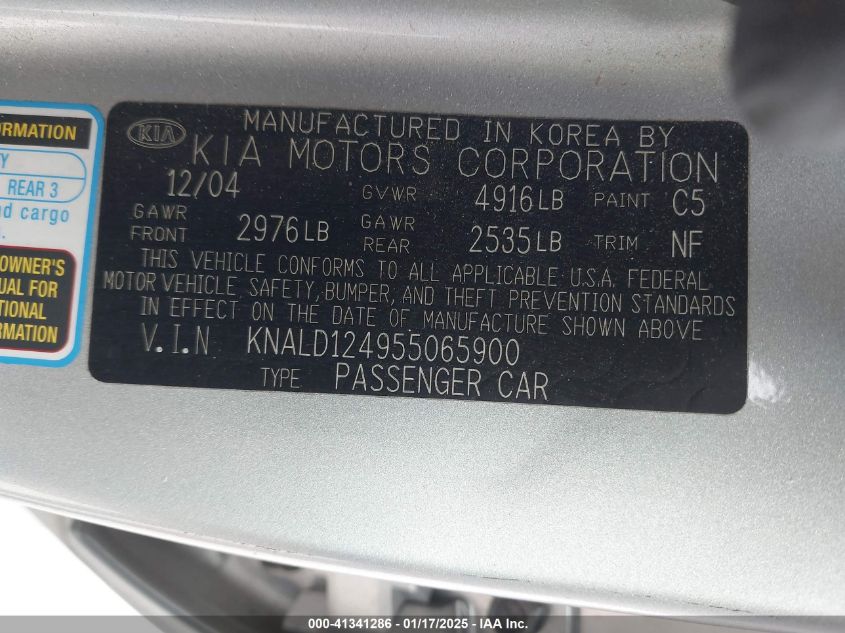 ORMATION
Y
REAR 3
nd cargo
OWNER'S
UAL FOR
TIONAL
RMATION
KIA
MANUFACTURED IN KOREA BY
KIA MOTORS CORPORATION
12/04 GVWR 4916LB PAINT C5
GAWR FRONT 2976LB GAWR REAR 2535LB TRIM NF
THIS VEHICLE CONFORMS TO ALL APPLICABLE U.S.A. FEDERAL
MOTOR VEHICLE, SAFETY, BUMPER, AND THEFT PREVENTION STANDARDS
IN EFFECT ON THE DATE OF MANUFACTURE SHOWN ABOVE
V.I.N KNALD124955065900
TYPE PASSENGER CAR
000-41341286 - 01/17/2025 - IAA Inc.